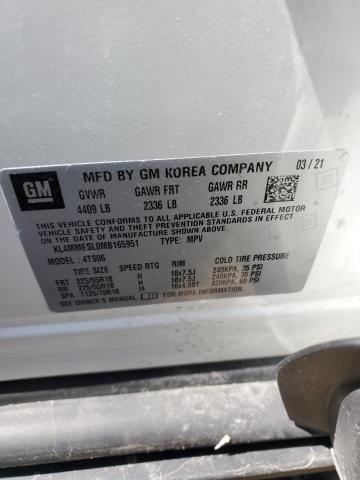 GM
MFD BY GM KOREA COMPANY 03/21
GVWR GAWR FRT GAWR RR
4409 LB 2336 LB 2336 LB
THIS VEHICLE CONFORMS TO ALL APPLICABLE U.S. FEDERAL MOTOR
VEHICLE SAFETY, BUMPER, AND THEFT PREVENTION STANDARDS
IN EFFECT ON THE DATE OF MANUFACTURE SHOWN ABOVE.
KL4MMESL0MB165951 TYPE: MPV
MODEL: 4TS06
TIRE SIZE SPEED RTG RIM COLD TIRE PRESSURE
FRT 225/55R18 H 18x7.5J 240KPA, 35 PSI
RR 225/55R18 H 18x7.5J 240KPA, 35 PSI
SPA T125/70R16 M 16x4.0BT 420KPA, 60 PSI
SEE OWNER'S MANUAL FOR ADDITIONAL INFORMATION.